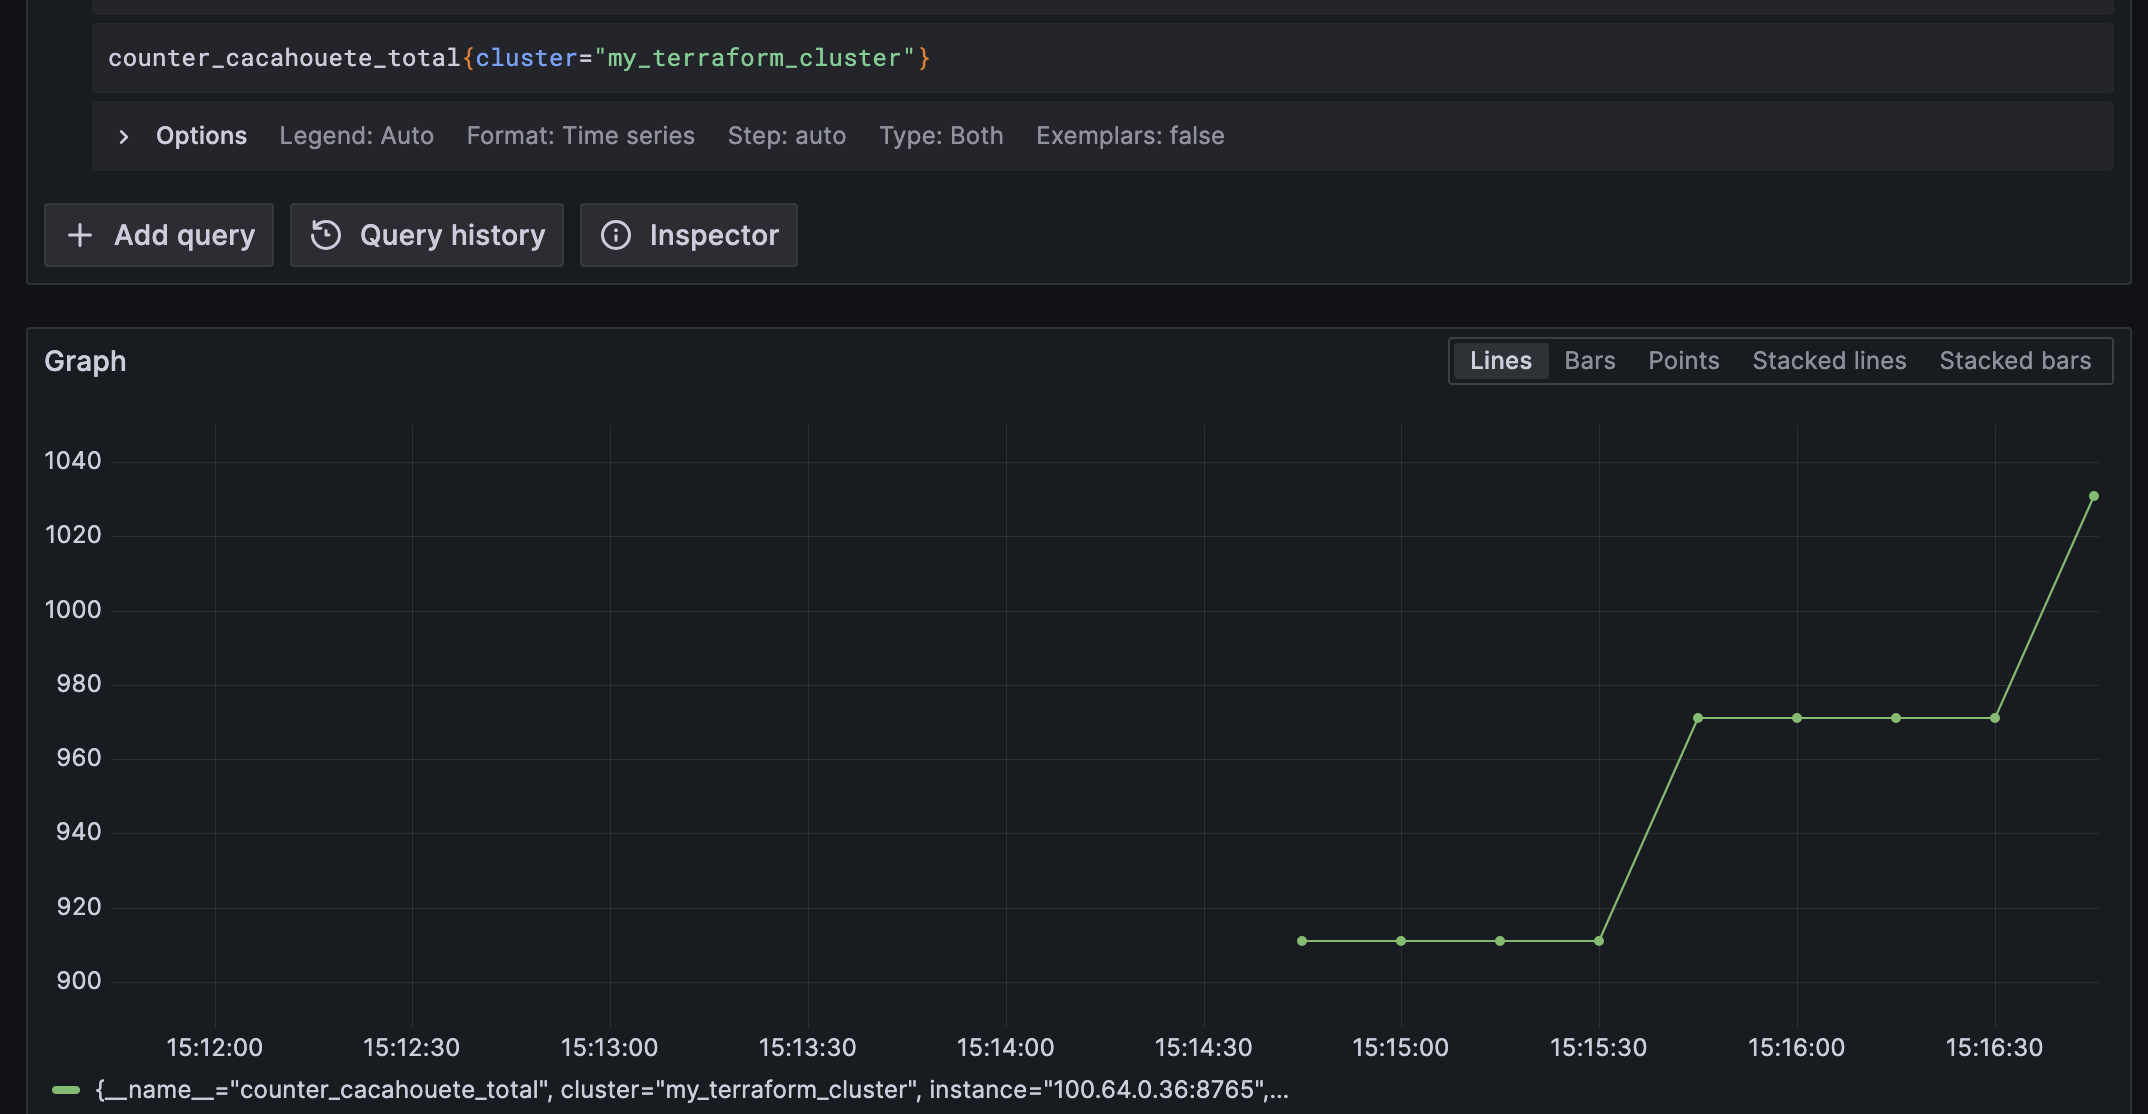 counter_cacahouete_total{cluster="my_terraform_cluster"}
Options Legend: Auto Format: Time series Step: auto Type: Both Exemplars: false
Add query Query history Inspector
Graph Lines Bars Points Stacked lines Stacked bars
1040
1020
1000
980
960
940
920
900
15:12:00 15:12:30 15:13:00 15:13:30 15:14:00 15:14:30 15:15:00 15:15:30 15:16:00 15:16:30
{__name__="counter_cacahouete_total", cluster="my_terraform_cluster", instance="100.64.0.36:8765",...